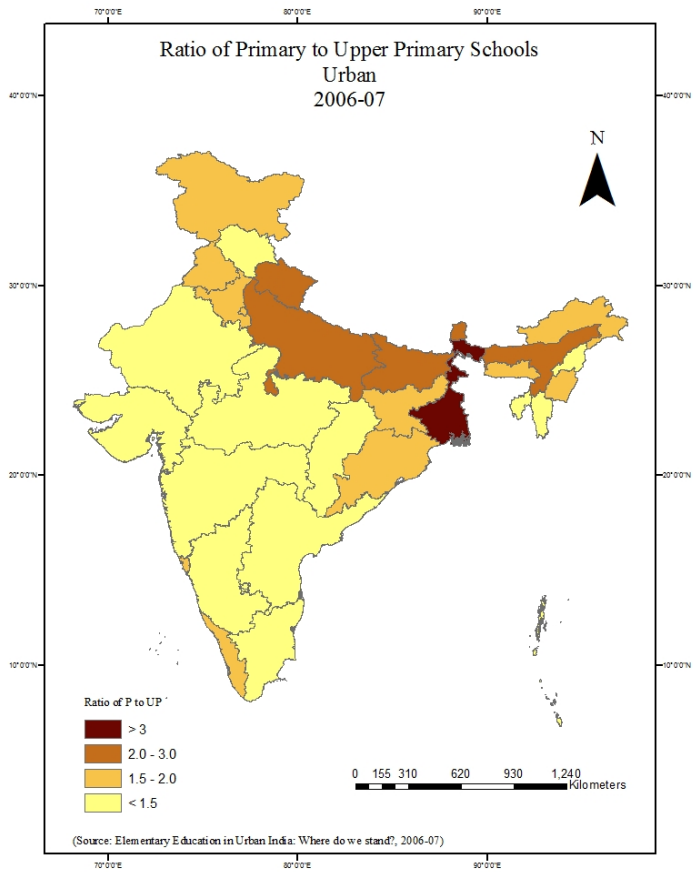 70°0'0"E 80°0'0"E 90°0'0"E
Ratio of Primary to Upper Primary Schools
Urban
2006-07
40°0'0"N 40°0'0"N
N
30°0'0"N 30°0'0"N
20°0'0"N 20°0'0"N
10°0'0"N 10°0'0"N
Ratio of P to UP
> 3
2.0 - 3.0
1.5 - 2.0
< 1.5
0 155 310 620 930 1,240
Kilometers
(Source: Elementary Education in Urban India: Where do we stand?, 2006-07)
70°0'0"E 80°0'0"E 90°0'0"E